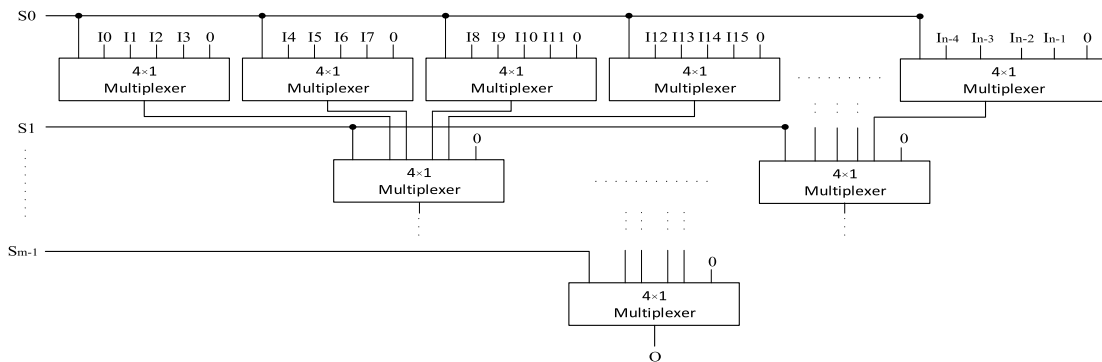 S0
I0 I1 I2 I3 0
I4 I5 I6 I7 0
I8 I9 I10 I11 0
I12 I13 I14 I15 0
In-4 In-3 In-2 In-1 0
4×1
Multiplexer
4×1
Multiplexer
4×1
Multiplexer
4×1
Multiplexer
4×1
Multiplexer
S1
0
0
4×1
Multiplexer
4×1
Multiplexer
Sm-1
0
4×1
Multiplexer
O